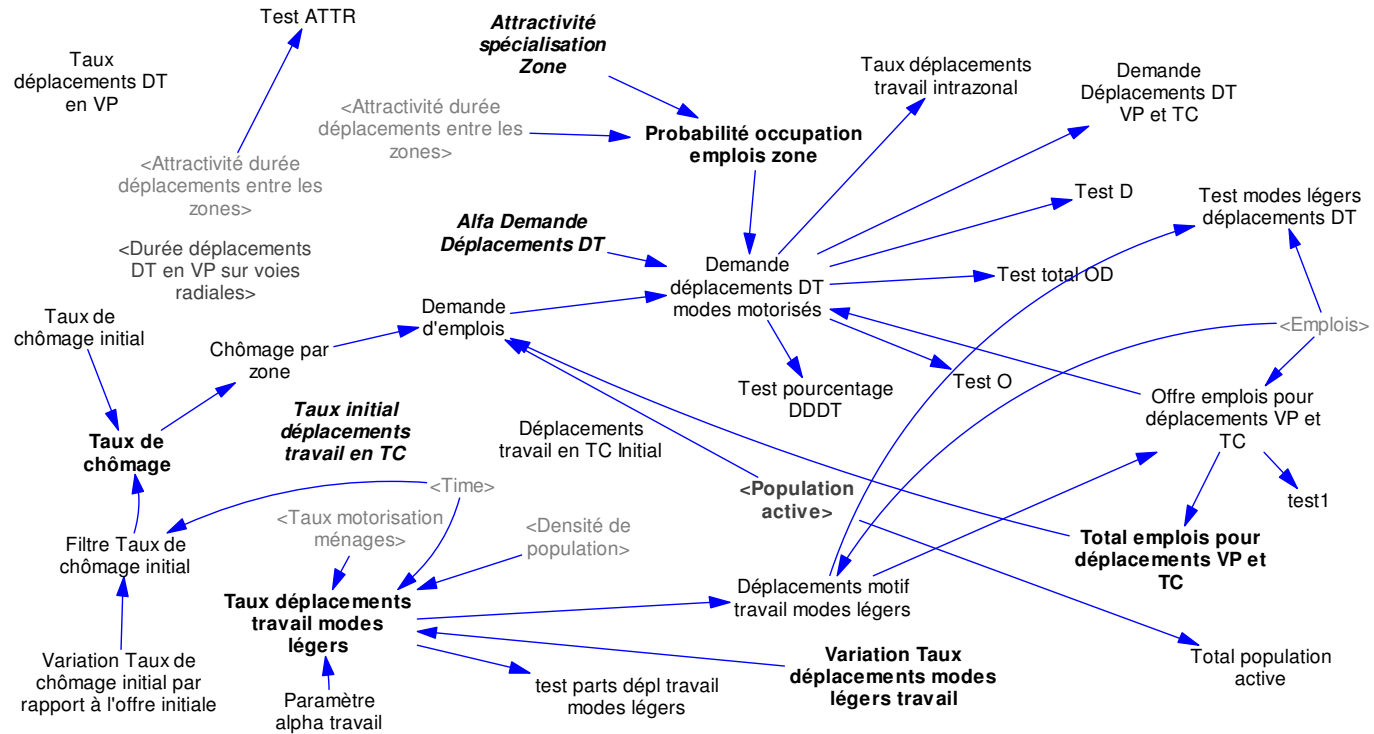 Test ATTR
Attractivité
spécialisation
Zone
Taux
déplacements DT
en VP
Taux déplacements
travail intrazonal
Demande
Déplacements DT
VP et TC
<Attractivité durée
déplacements entre les
zones>
Probabilité occupation
emplois zone
<Attractivité durée
déplacements entre les
zones>
Test D
Test modes légers
déplacements DT
Alfa Demande
Déplacements DT
<Durée déplacements
DT en VP sur voies
radiales>
Demande
déplacements DT
modes motorisés
Test total OD
Taux de
chômage initial
Demande
d'emplois
<Emplois>
Chômage par
zone
Test pourcentage
DDDT
Test O
Offre emplois pour
déplacements VP et
TC
Taux initial
déplacements
travail en TC
Déplacements
travail en TC Initial
Taux de
chômage
<Time>
<Population
active>
test1
<Taux motorisation
ménages>
<Densité de
population>
Filtre Taux de
chômage initial
Total emplois pour
déplacements VP et
TC
Taux déplacements
travail modes
légers
Déplacements motif
travail modes légers
Variation Taux de
chômage initial par
rapport à l'offre initiale
Variation Taux
déplacements modes
légers travail
Total population
active
Paramètre
alpha travail
test parts dépl travail
modes légers